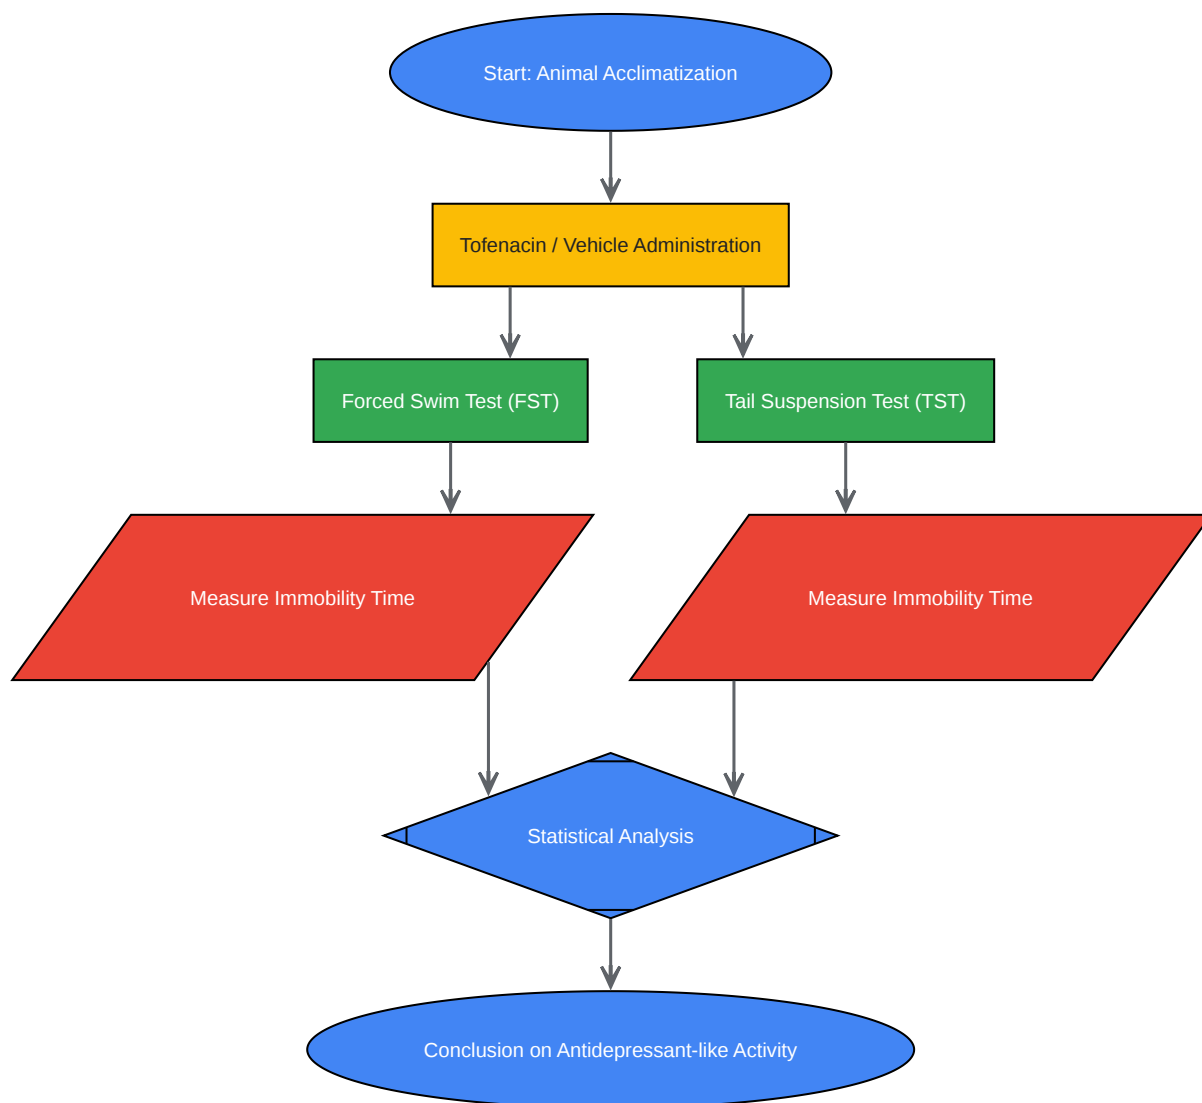 Start: Animal Acclimatization
Tofenacin / Vehicle Administration
Forced Swim Test (FST)
Tail Suspension Test (TST)
Measure Immobility Time
Measure Immobility Time
Statistical Analysis
Conclusion on Antidepressant-like Activity